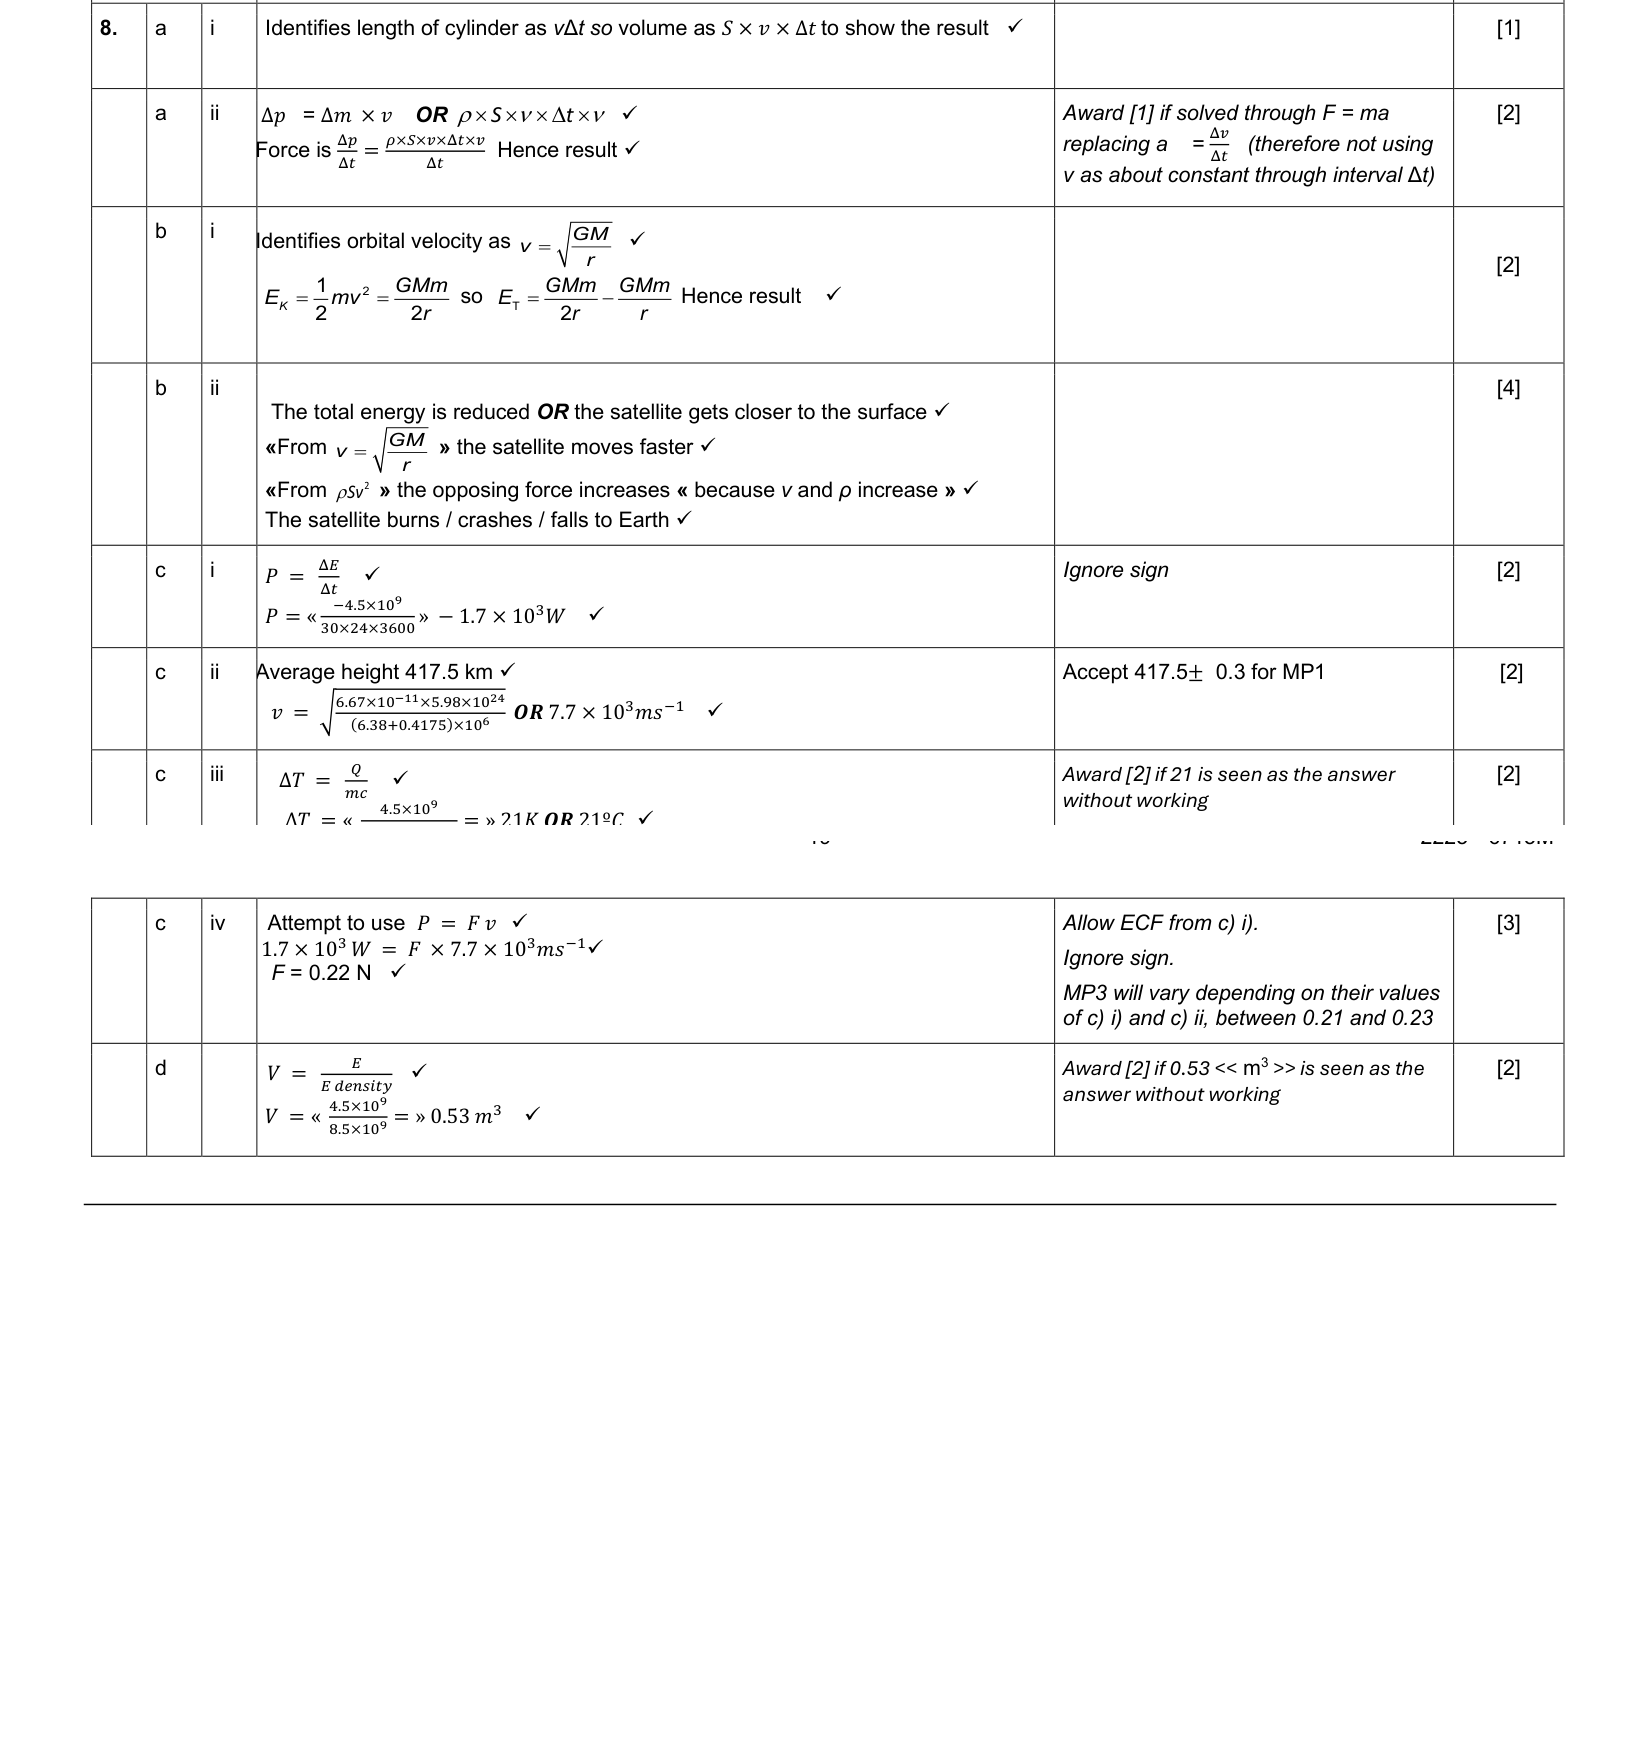 8. a i Identifies length of cylinder as vΔt so volume as S × v × Δt to show the result ✓ [1]
a ii Δp = Δm × v OR ρ×S×v×Δt×v ✓ Award [1] if solved through F = ma [2]
Force is Δp/Δt = ρ×S×v×Δt×v/Δt Hence result ✓ replacing a = Δv/Δt (therefore not using
v as about constant through interval Δt)
b i Identifies orbital velocity as v = √(GM/r) ✓ [2]
E_K = 1/2 mv² = GMm/2r so E_T = GMm/2r − GMm/r Hence result ✓
b ii [4]
The total energy is reduced OR the satellite gets closer to the surface ✓
«From v = √(GM/r) » the satellite moves faster ✓
«From ρSv² » the opposing force increases « because v and ρ increase » ✓
The satellite burns / crashes / falls to Earth ✓
c i P = ΔE/Δt ✓ Ignore sign [2]
P = «−4.5×10⁹/30×24×3600» − 1.7 × 10³W ✓
c ii Average height 417.5 km ✓ Accept 417.5± 0.3 for MP1 [2]
v = √(6.67×10⁻¹¹×5.98×10²⁴/(6.38+0.4175)×10⁶) OR 7.7 × 10³ms⁻¹ ✓
c iii ΔT = Q/mc ✓ Award [2] if 21 is seen as the answer [2]
without working
ΔT = « 4.5×10⁹ = » 21K OR 21ºC ✓
c iv Attempt to use P = F v ✓ Allow ECF from c) i). [3]
1.7 × 10³ W = F × 7.7 × 10³ms⁻¹✓
Ignore sign.
F = 0.22 N ✓
MP3 will vary depending on their values
of c) i) and c) ii, between 0.21 and 0.23
d V = E/E density ✓ Award [2] if 0.53 << m³ >> is seen as the [2]
answer without working
V = « 4.5×10⁹/8.5×10⁹ = » 0.53 m³ ✓